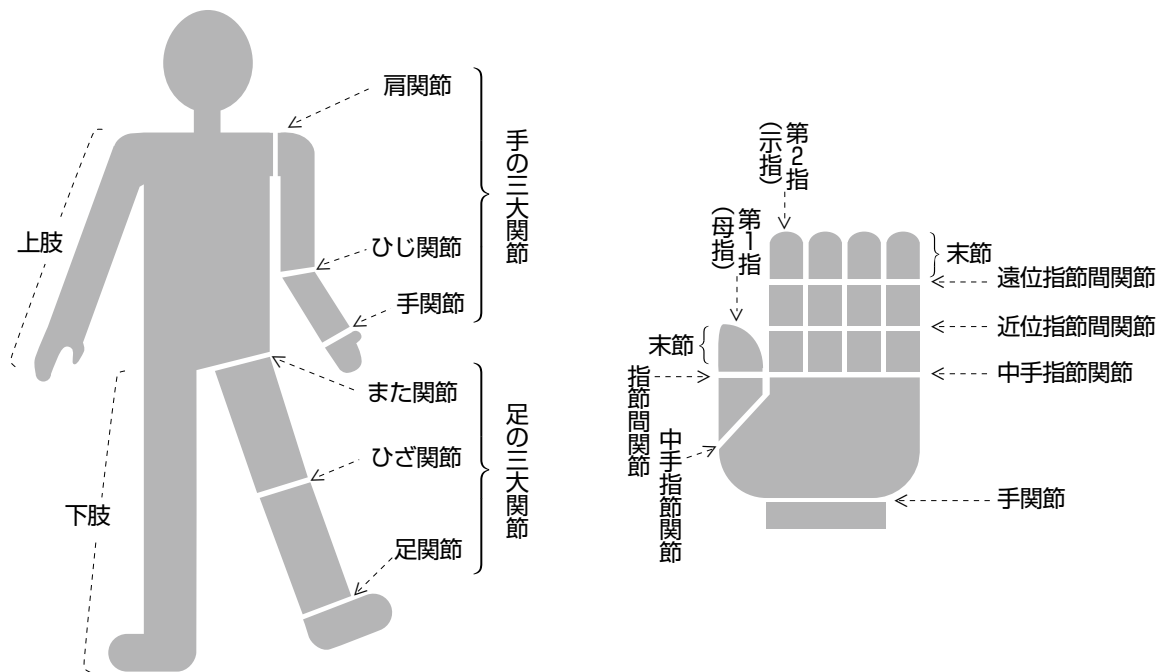 肩関節
手の三大関節
上肢
ひじ関節
手関節
また関節
足の三大関節
ひざ関節
下肢
足関節
第2指
(示指)
第1指
(母指)
末節
遠位指節間関節
近位指節間関節
末節
中手指節関節
指節間関節
中手指節関節
手関節